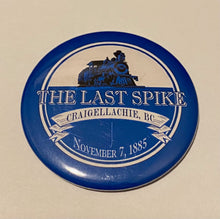 THE LAST SPIKE
CRAIGELLACHIE, BC
NOVEMBER 7, 1885